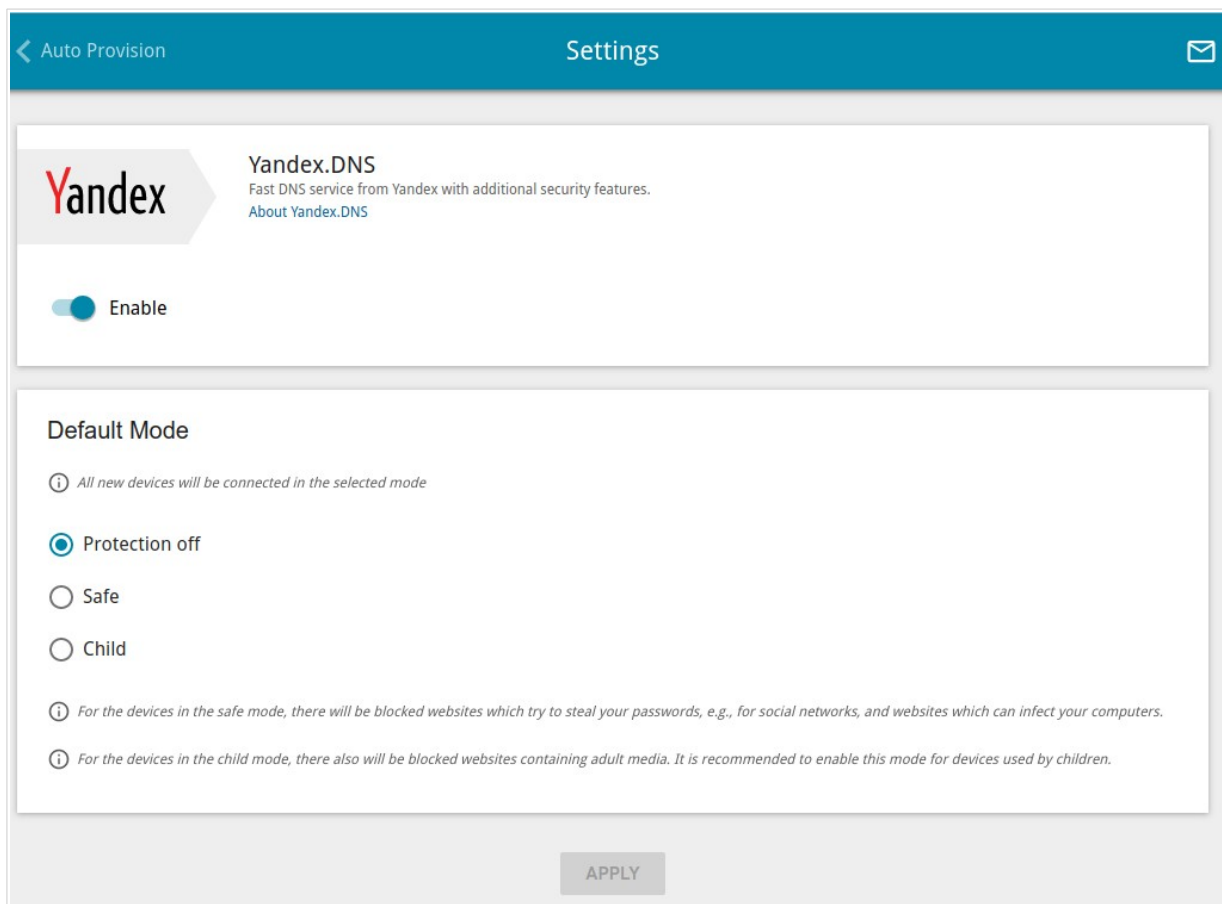 Auto Provision
Settings
Yandex
Yandex.DNS
Fast DNS service from Yandex with additional security features.
About Yandex.DNS
Enable
Default Mode
All new devices will be connected in the selected mode
Protection off
Safe
Child
For the devices in the safe mode, there will be blocked websites which try to steal your passwords, e.g., for social networks, and websites which can infect your computers.
For the devices in the child mode, there also will be blocked websites containing adult media. It is recommended to enable this mode for devices used by children.
APPLY